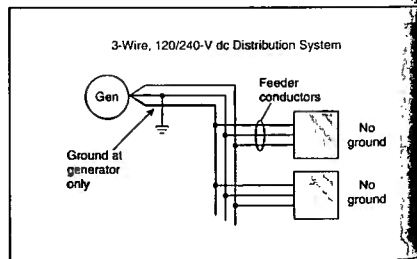 3-Wire, 120/240-V dc Distribution System
Gen
Feeder
conductors
No
ground
Ground at
generator
only
No
ground